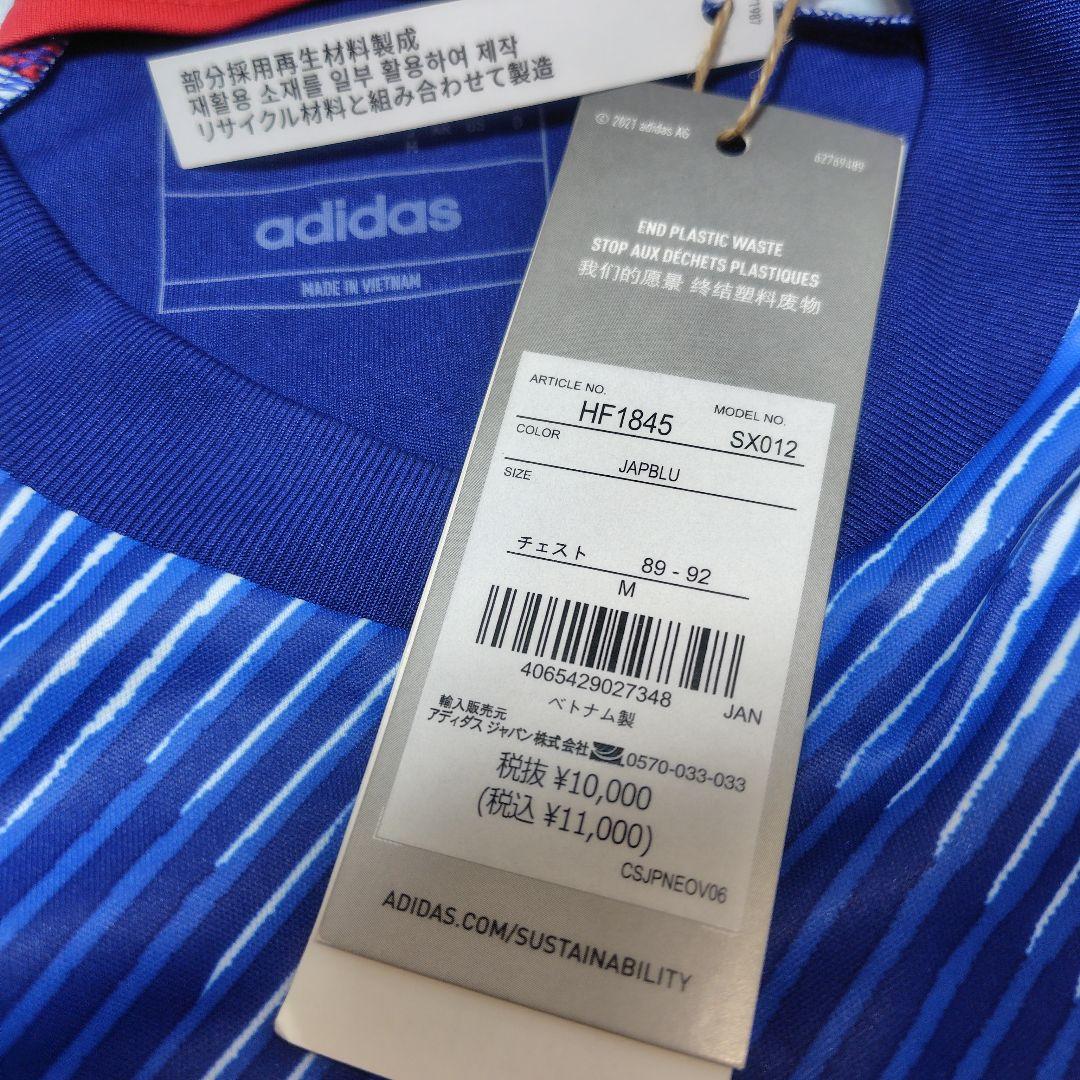 部分採用再生材料製成
재활용 소재를 일부 활용하여 제작
リサイクル材料と組み合わせて製造
1987
M
adidas
MADE IN VIETNAM
© 2021 adidas AG
62769489
END PLASTIC WASTE
STOP AUX DÉCHETS PLASTIQUES
我们的愿景 终结塑料废物
ARTICLE NO.
HF1845
MODEL NO.
SX012
COLOR
JAPBLU
SIZE
チェスト 89 - 92
M
4065429027348
JAN
ベトナム製
輸入販売元
アディダス ジャパン株式会社 0570-033-033
税抜 ¥10,000
(税込 ¥11,000)
CSJPNEOV06
ADIDAS.COM/SUSTAINABILITY